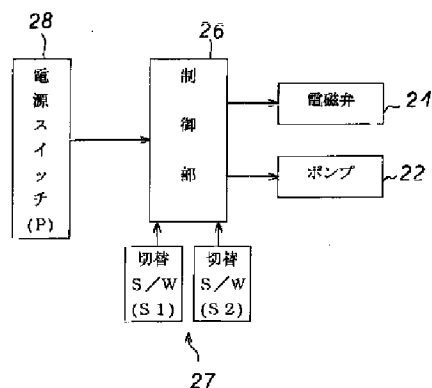 28
電源スイッチ(P)
26
制御部
電磁弁
24
ポンプ
22
切替
S/W
(S1)
切替
S/W
(S2)
27